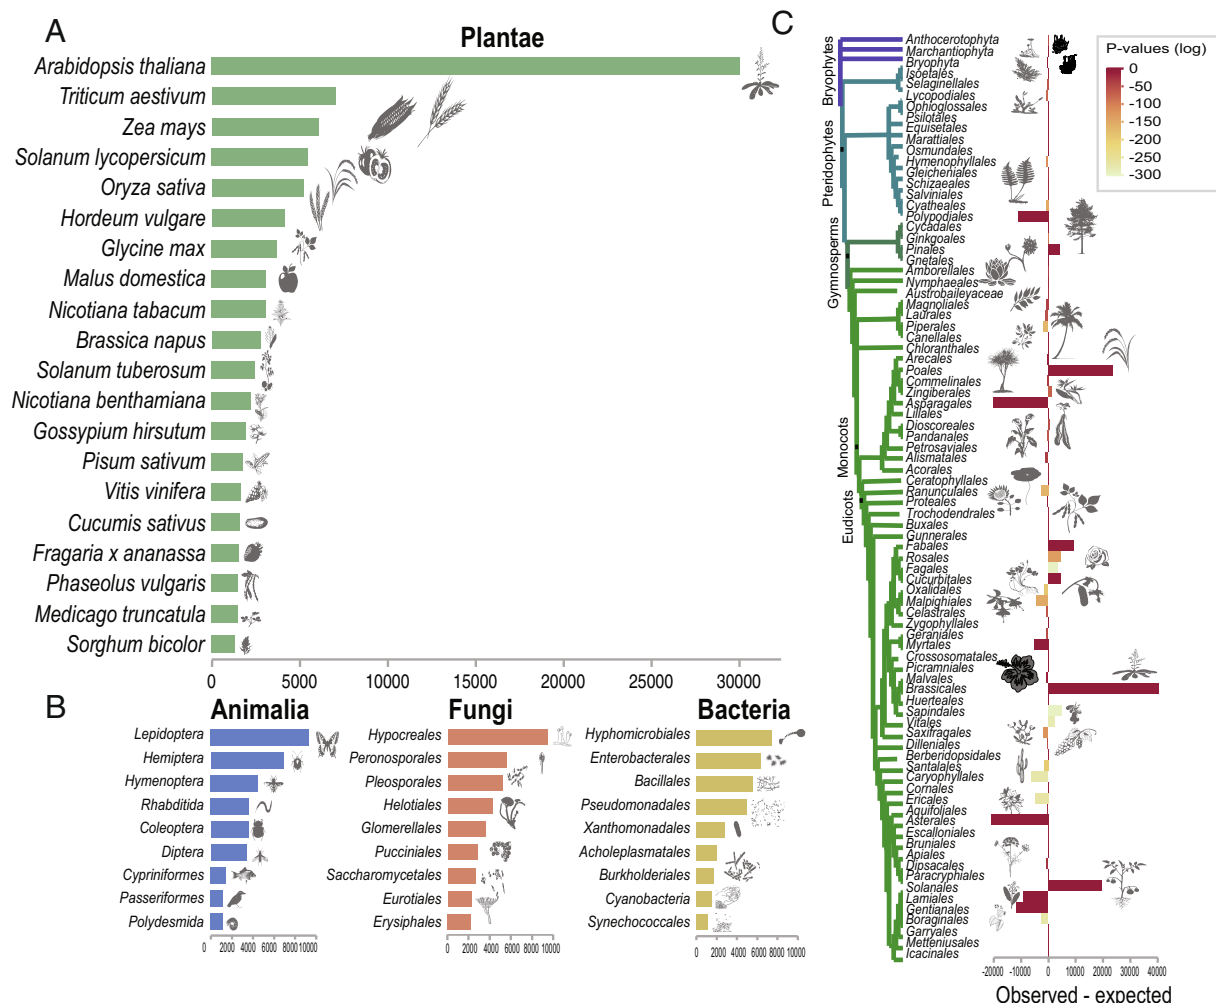 A
Plantae
Arabidopsis thaliana
Triticum aestivum
Zea mays
Solanum lycopersicum
Oryza sativa
Hordeum vulgare
Glycine max
Malus domestica
Nicotiana tabacum
Brassica napus
Solanum tuberosum
Nicotiana benthamiana
Gossypium hirsutum
Pisum sativum
Vitis vinifera
Cucumis sativus
Fragaria x ananassa
Phaseolus vulgaris
Medicago truncatula
Sorghum bicolor
0 5000 10000 15000 20000 25000 30000
B
Animalia
Lepidoptera
Hemiptera
Hymenoptera
Rhabditida
Coleoptera
Diptera
Cypriniformes
Passeriformes
Polydesmida
0 2000 4000 6000 8000 10000
Fungi
Hypocreales
Peronosporales
Pleosporales
Helotiales
Glomerellales
Pucciniales
Saccharomycetales
Eurotiales
Erysiphales
0 2000 4000 6000 8000 10000
Bacteria
Hyphomicrobiales
Enterobacterales
Bacillales
Pseudomonadales
Xanthomonadales
Acholeplasmatales
Burkholderiales
Cyanobacteria
Synechococcales
0 2000 4000 6000 8000 10000
C
Bryophytes
Pteridophytes
Gymnosperms
Monocots
Eudicots
Anthocerotophyta
Marchantiophyta
Bryophyta
Isoetales
Selaginellales
Lycopodiales
Ophioglossales
Psilotales
Equisetales
Marattiales
Osmundales
Hymenophyllales
Gleicheniales
Schizaeales
Salviniales
Cyatheales
Polypodiales
Cycadales
Ginkgoales
Pinales
Gnetales
Amborellales
Nymphaeales
Austrobaileyaceae
Magnoliales
Laurales
Piperales
Canellales
Chloranthales
Arecales
Poales
Commelinales
Zingiberales
Asparagales
Lillales
Dioscoreales
Pandanales
Petrosaviales
Alismatales
Acorales
Ceratophyllales
Ranunculales
Proteales
Trochodendrales
Buxales
Gunnerales
Fabales
Rosales
Fagales
Cucurbitales
Oxalidales
Malpighiales
Celastrales
Zygophyllales
Geraniales
Myrtales
Crossosomatales
Picramniales
Malvales
Brassicales
Huerteales
Sapindales
Vitales
Saxifragales
Dilleniales
Berberidopsidales
Santalales
Caryophyllales
Cornales
Ericales
Aquifoliales
Asterales
Escalloniales
Bruniales
Apiales
Dipsacales
Paracryphiales
Solanales
Lamiales
Gentianales
Boraginales
Garryales
Metteniusales
Icacinales
P-values (log)
0
-100
-150
-200
-250
-300
-20000 -10000 0 10000 20000 30000 40000
Observed - expected